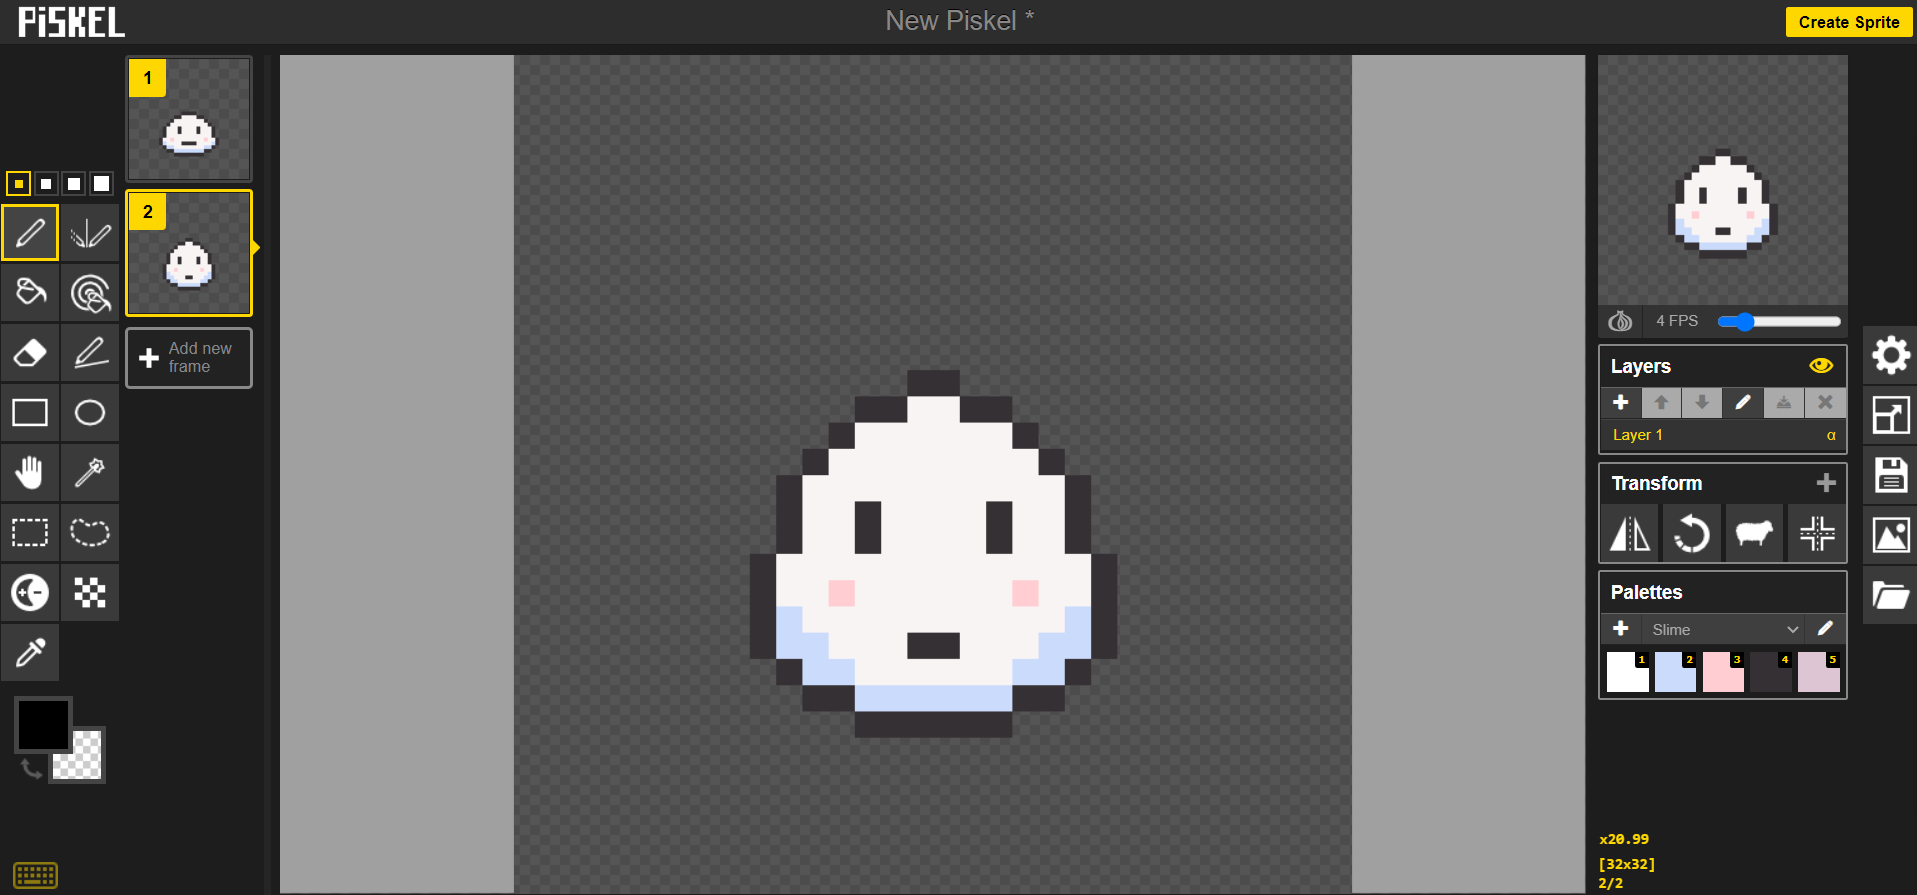 PiSKEL
New Piskel *
Create Sprite
1
2
Add new
frame
4 FPS
Layers
Layer 1
α
Transform
Palettes
Slime
1
2
3
4
5
x20.99
[32x32]
2/2